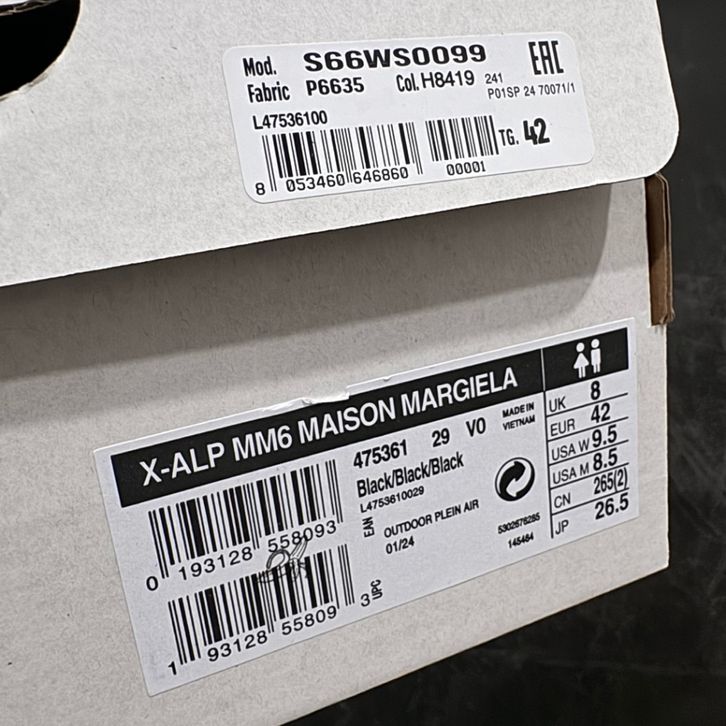 Mod. S66WS0099 EAC
Fabric P6635 Col. H8419 241
P01SP 24 70071/1
L47536100
TG. 42
8 053460 646860 00001
X-ALP MM6 MAISON MARGIELA
475361 29 V0 MADE IN VIETNAM
Black/Black/Black
L4753610029
EAN OUTDOOR PLEIN AIR
01/24
5302676285
145464
0 193128 558093
1 93128 55809 3 UPC
UK 8
EUR 42
USA W 9.5
USA M 8.5
CN 265(2)
JP 26.5